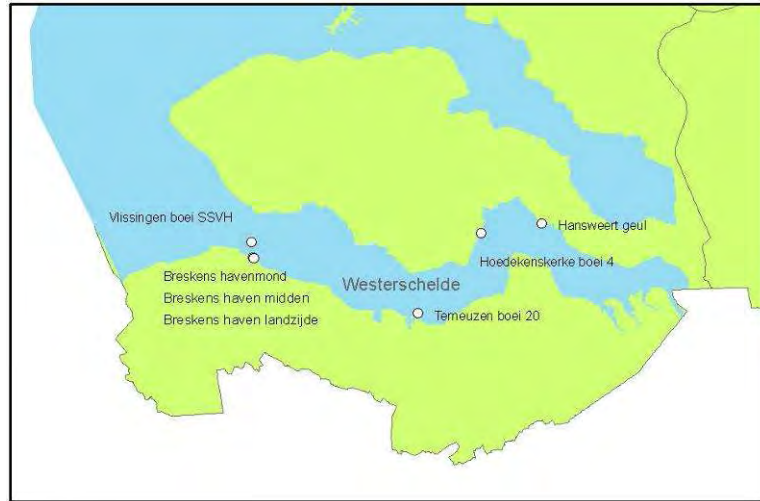 Vlissingen boei SSVH
Hansweert geul
Hoedekenskerke boei 4
Breskens havenmond
Westerschelde
Breskens haven midden
Breskens haven landzijde
Terneuzen boei 20